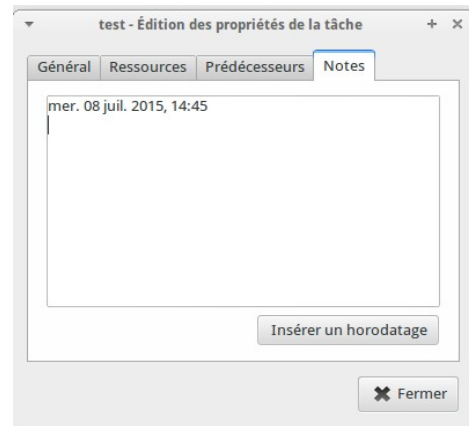 test - Édition des propriétés de la tâche
Général Ressources Prédécesseurs Notes
mer. 08 juil. 2015, 14:45
Insérer un horodatage
Fermer